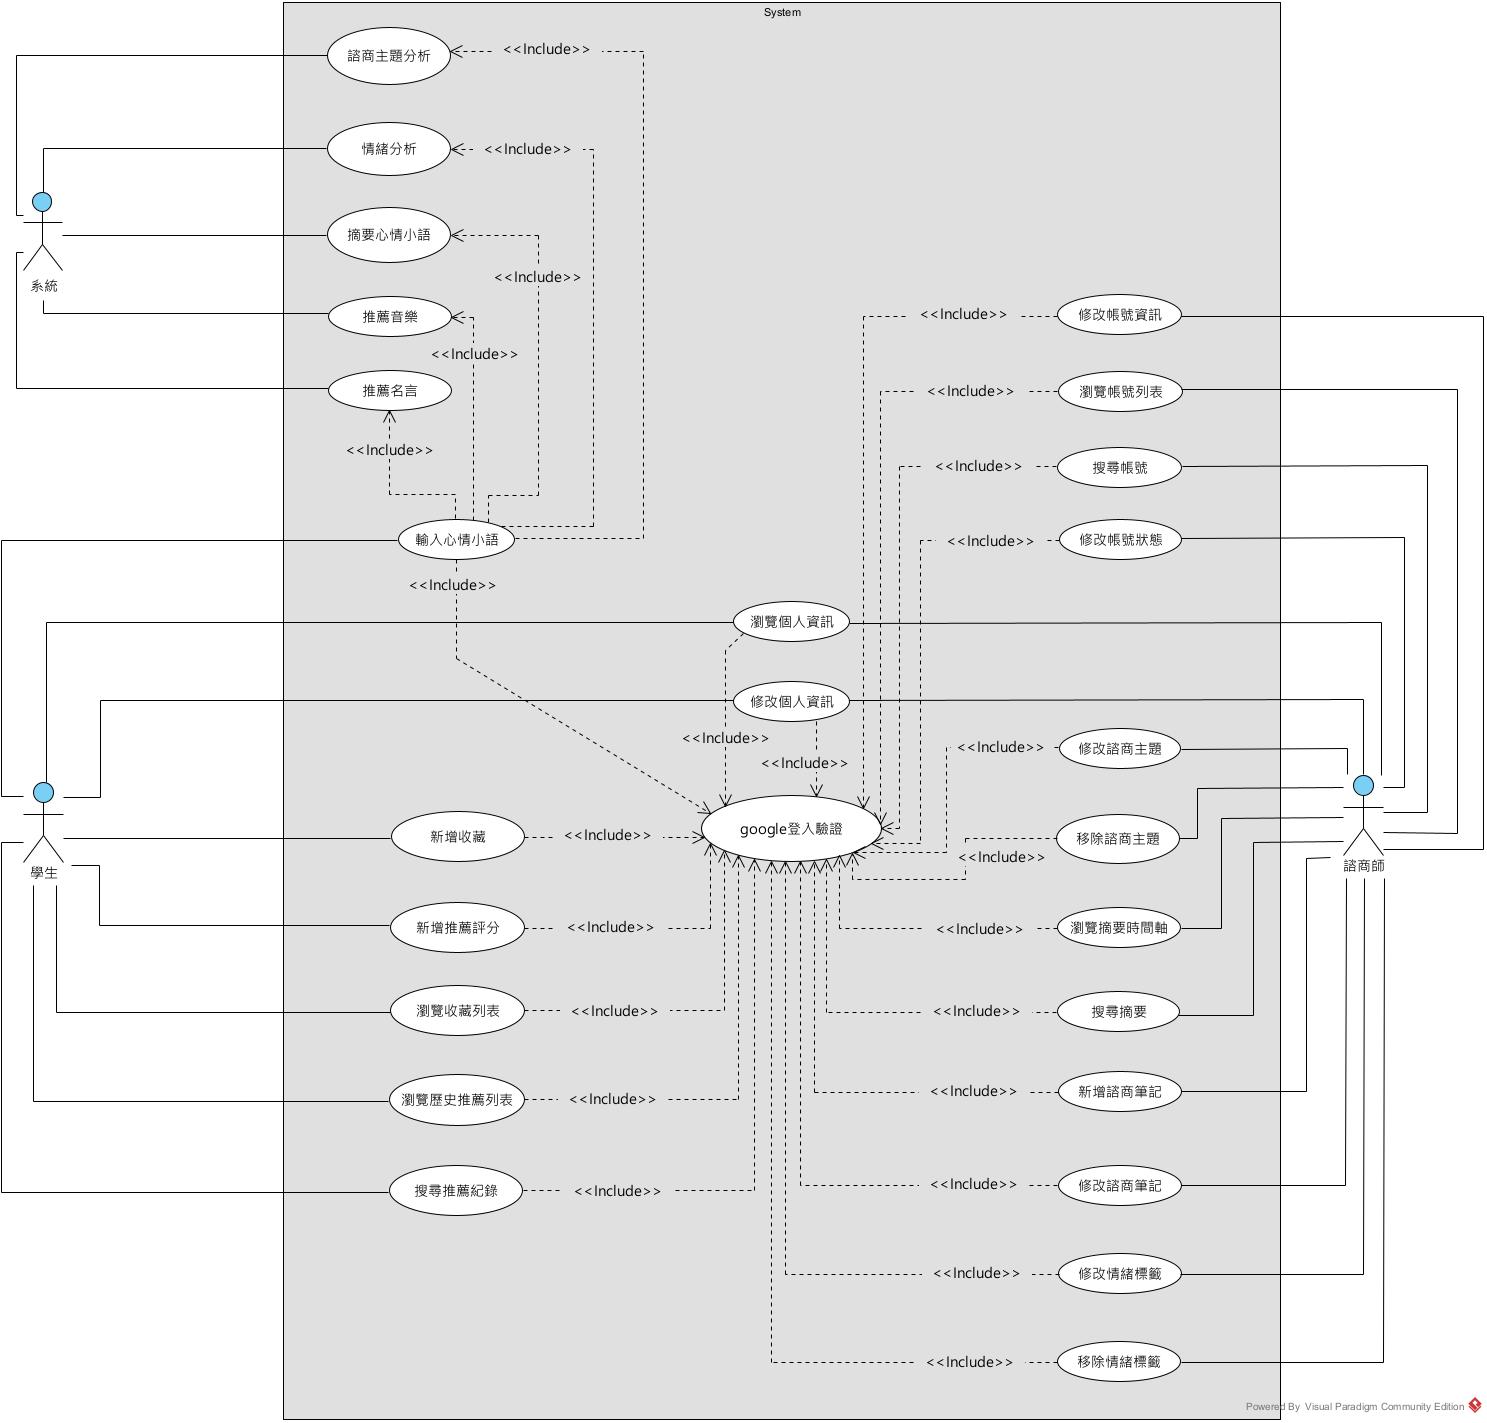 System
諮商主題分析
<<Include>>
情緒分析
<<Include>>
摘要心情小語
<<Include>>
系統
推薦音樂
<<Include>>
推薦名言
<<Include>>
修改帳號資訊
<<Include>>
瀏覽帳號列表
<<Include>>
搜尋帳號
<<Include>>
修改帳號狀態
<<Include>>
輸入心情小語
<<Include>>
瀏覽個人資訊
<<Include>>
修改個人資訊
<<Include>>
修改諮商主題
<<Include>>
google登入驗證
學生
新增收藏
<<Include>>
移除諮商主題
<<Include>>
諮商師
新增推薦評分
<<Include>>
瀏覽摘要時間軸
<<Include>>
瀏覽收藏列表
<<Include>>
搜尋摘要
<<Include>>
瀏覽歷史推薦列表
<<Include>>
新增諮商筆記
<<Include>>
搜尋推薦紀錄
<<Include>>
修改諮商筆記
<<Include>>
修改情緒標籤
<<Include>>
移除情緒標籤
<<Include>>
Powered By Visual Paradigm Community Edition